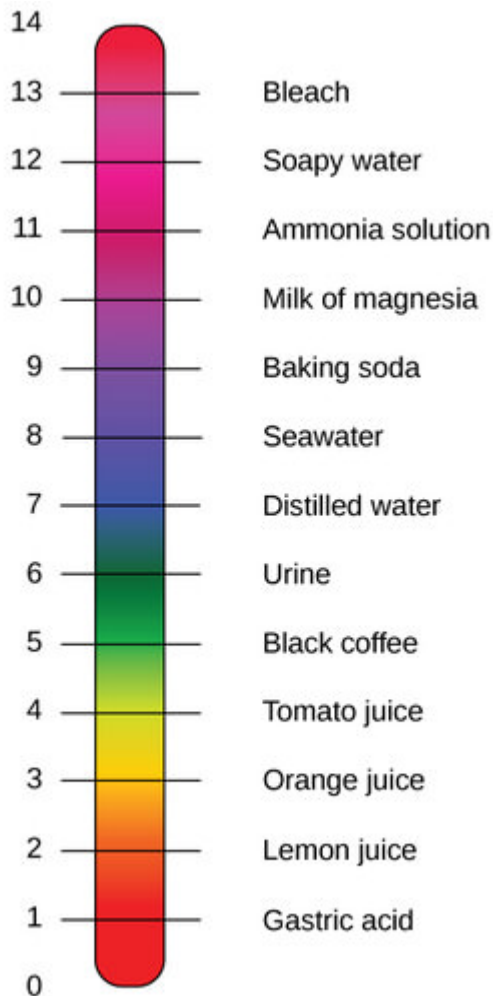 14
13 Bleach
12 Soapy water
11 Ammonia solution
10 Milk of magnesia
9 Baking soda
8 Seawater
7 Distilled water
6 Urine
5 Black coffee
4 Tomato juice
3 Orange juice
2 Lemon juice
1 Gastric acid
0